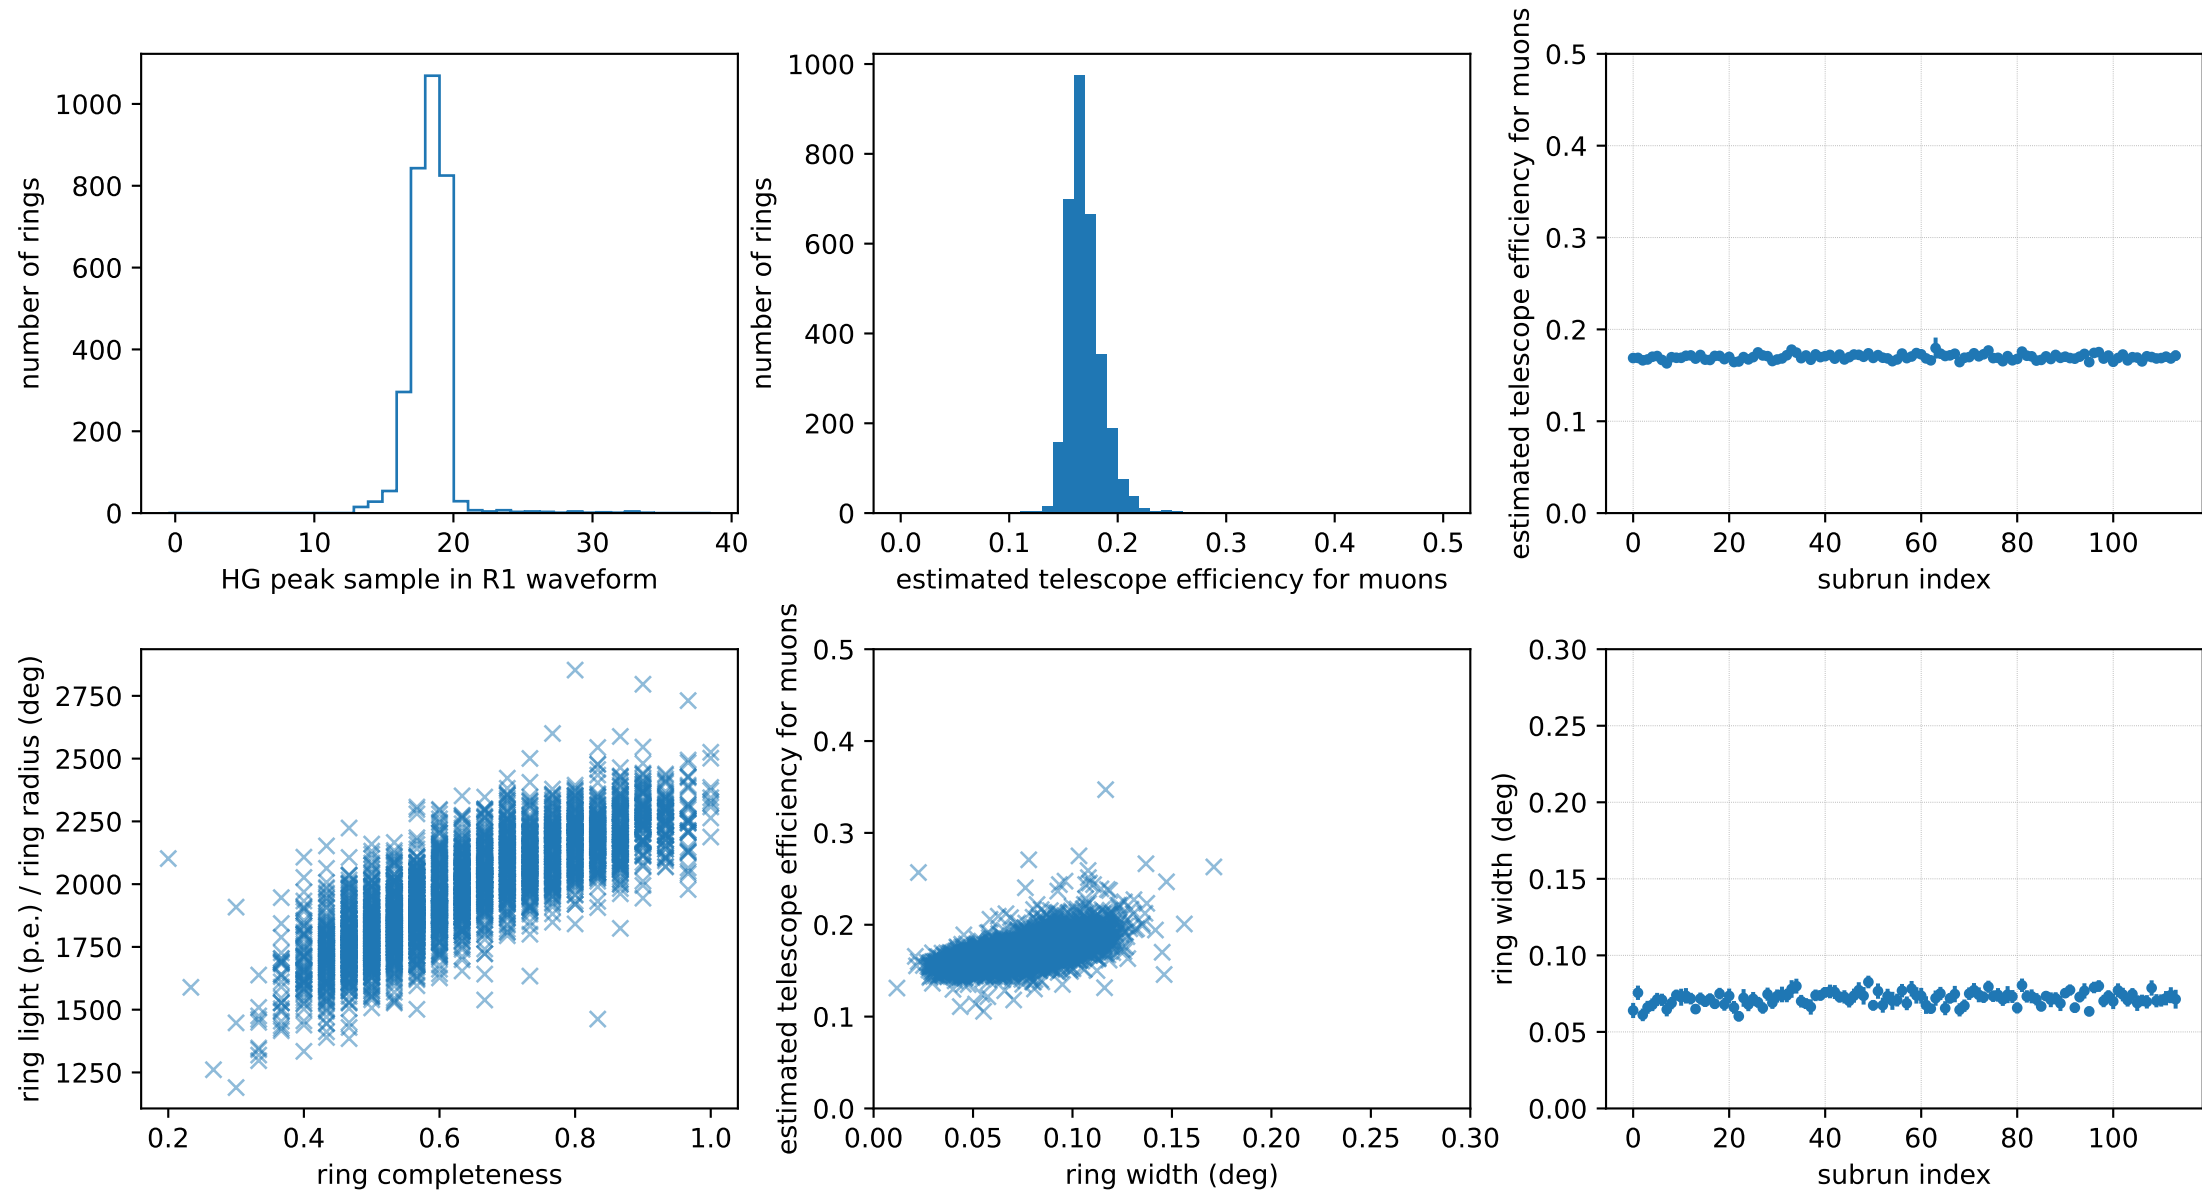 number of rings
1000
800
600
400
200
0
0 10 20 30 40
HG peak sample in R1 waveform
number of rings
1000
800
600
400
200
0
0.0 0.1 0.2 0.3 0.4 0.5
estimated telescope efficiency for muons
estimated telescope efficiency for muons
0.5
0.4
0.3
0.2
0.1
0.0
0 20 40 60 80 100
subrun index
ring light (p.e.) / ring radius (deg)
2750
2500
2250
2000
1750
1500
1250
0.2 0.4 0.6 0.8 1.0
ring completeness
estimated telescope efficiency for muons
0.5
0.4
0.3
0.2
0.1
0.0
0.00 0.05 0.10 0.15 0.20 0.25 0.30
ring width (deg)
ring width (deg)
0.30
0.25
0.20
0.15
0.10
0.05
0.00
0 20 40 60 80 100
subrun index